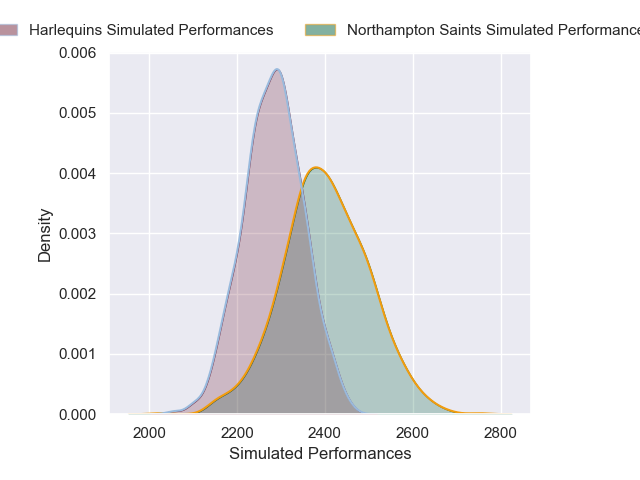 Harlequins Simulated Performances Northampton Saints Simulated Performance
0.006
0.005
0.004
0.003
0.002
0.001
0.000
Density
2000 2200 2400 2600 2800
Simulated Performances